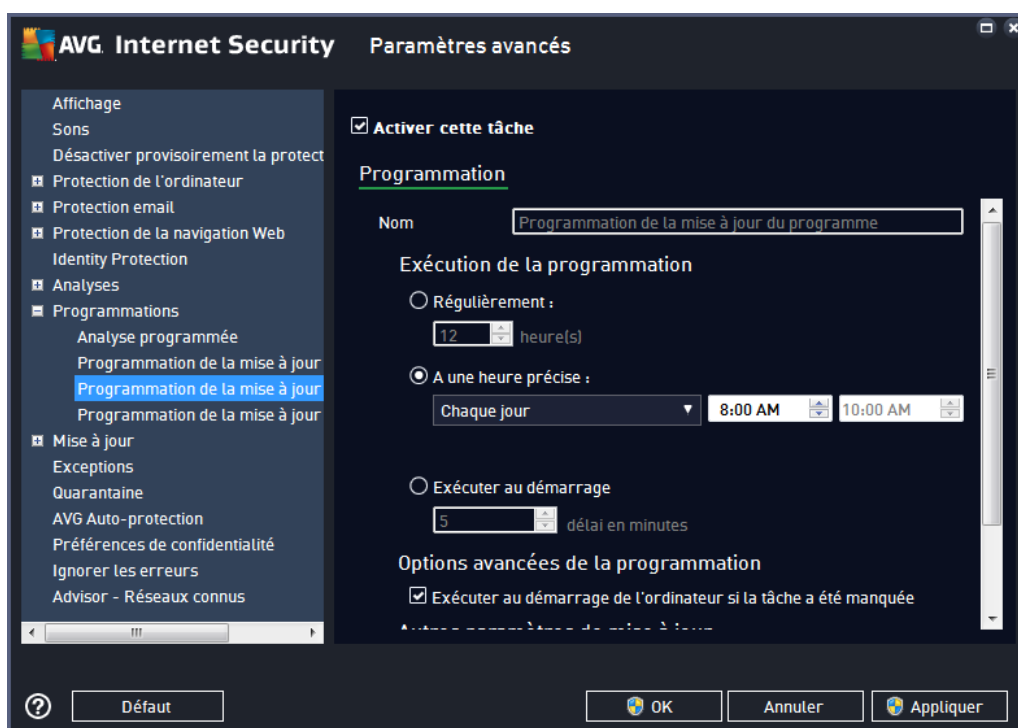 AVG. Internet Security Paramètres avancés
Affichage
Sons
Désactiver provisoirement la protect
Protection de l'ordinateur
Protection email
Protection de la navigation Web
Identity Protection
Analyses
Programmations
Analyse programmée
Programmation de la mise à jour
Programmation de la mise à jour
Programmation de la mise à jour
Mise à jour
Exceptions
Quarantaine
AVG Auto-protection
Préférences de confidentialité
Ignorer les erreurs
Advisor - Réseaux connus
Activer cette tâche
Programmation
Nom Programmation de la mise à jour du programme
Exécution de la programmation
Régulièrement :
12 heure(s)
A une heure précise :
Chaque jour 8:00 AM 10:00 AM
Exécuter au démarrage
5 délai en minutes
Options avancées de la programmation
Exécuter au démarrage de l'ordinateur si la tâche a été manquée
Autres paramètres de mise à jour
Défaut OK Annuler Appliquer